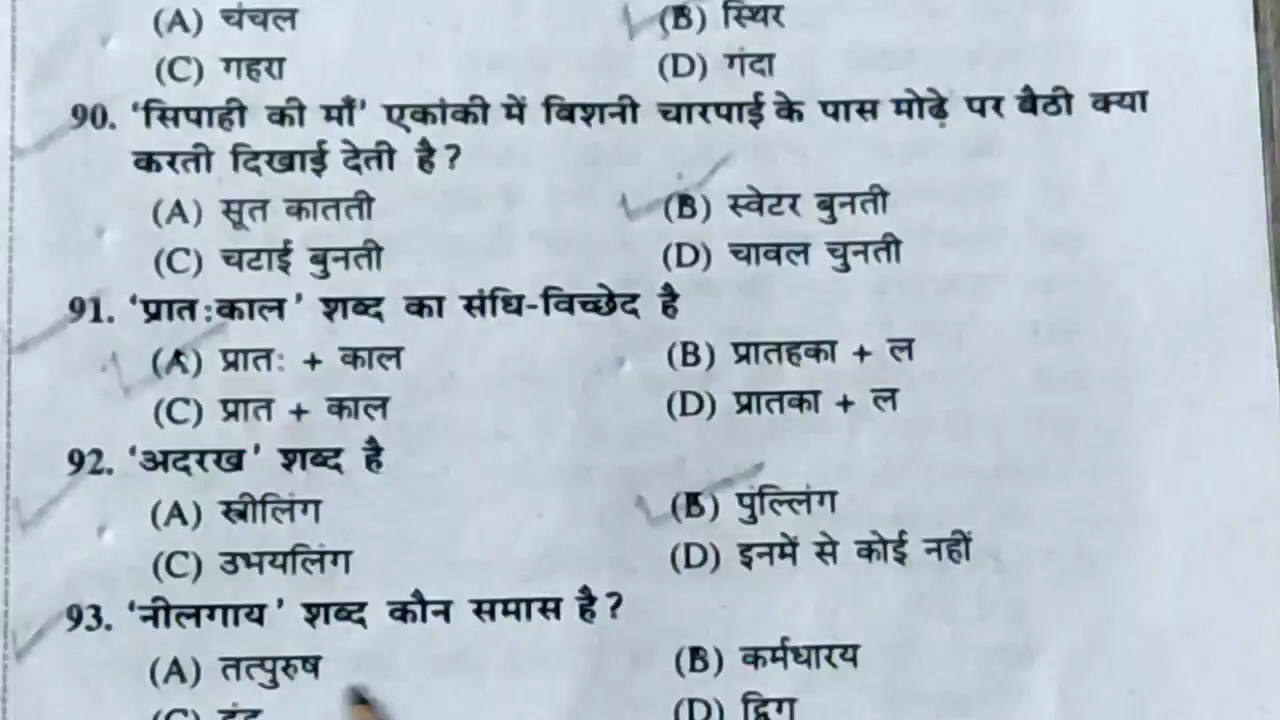 (A) चंचल (B) स्थिर
(C) गहरा (D) गंदा
90. 'सिपाही की माँ' एकांकी में विशनी चारपाई के पास मोढ़े पर बैठी क्या
करती दिखाई देती है?
(A) सूत कातती (B) स्वेटर बुनती
(C) चटाई बुनती (D) चावल चुनती
91. 'प्रात:काल' शब्द का संधि-विच्छेद है
(A) प्रात: + काल (B) प्रातहका + ल
(C) प्रात + काल (D) प्रातका + ल
92. 'अदरख' शब्द है
(A) स्त्रीलिंग (B) पुंल्लिंग
(C) उभयलिंग (D) इनमें से कोई नहीं
93. 'नीलगाय' शब्द कौन समास है?
(A) तत्पुरुष (B) कर्मधारय
(C) द्वंद्व (D) द्विगु